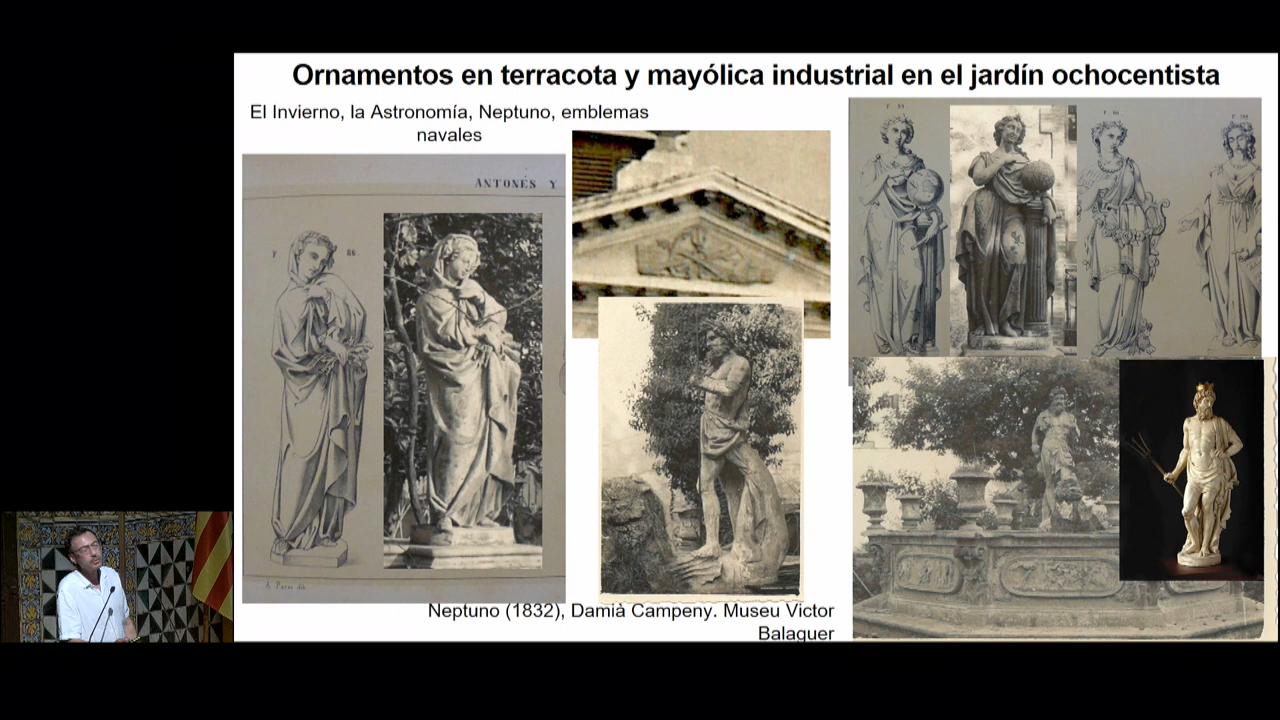 Ornamentos en terracota y mayólica industrial en el jardín ochocentista
El Invierno, la Astronomía, Neptuno, emblemas
navales
ANTONÉS Y
F 86.
Neptuno (1832), Damià Campeny. Museu Victor
Balaguer